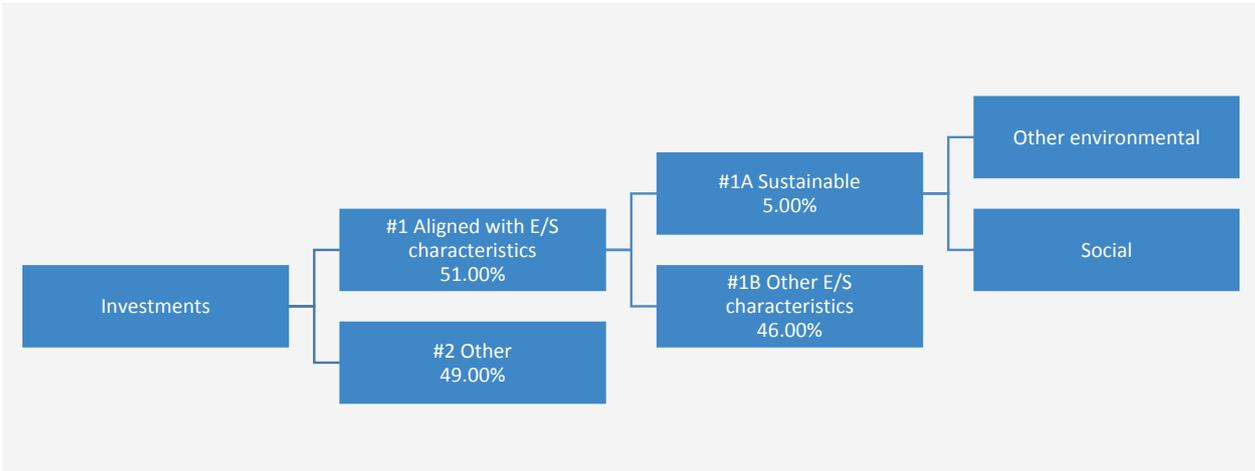 Investments
#1 Aligned with E/S
characteristics
51.00%
#2 Other
49.00%
#1A Sustainable
5.00%
#1B Other E/S
characteristics
46.00%
Other environmental
Social